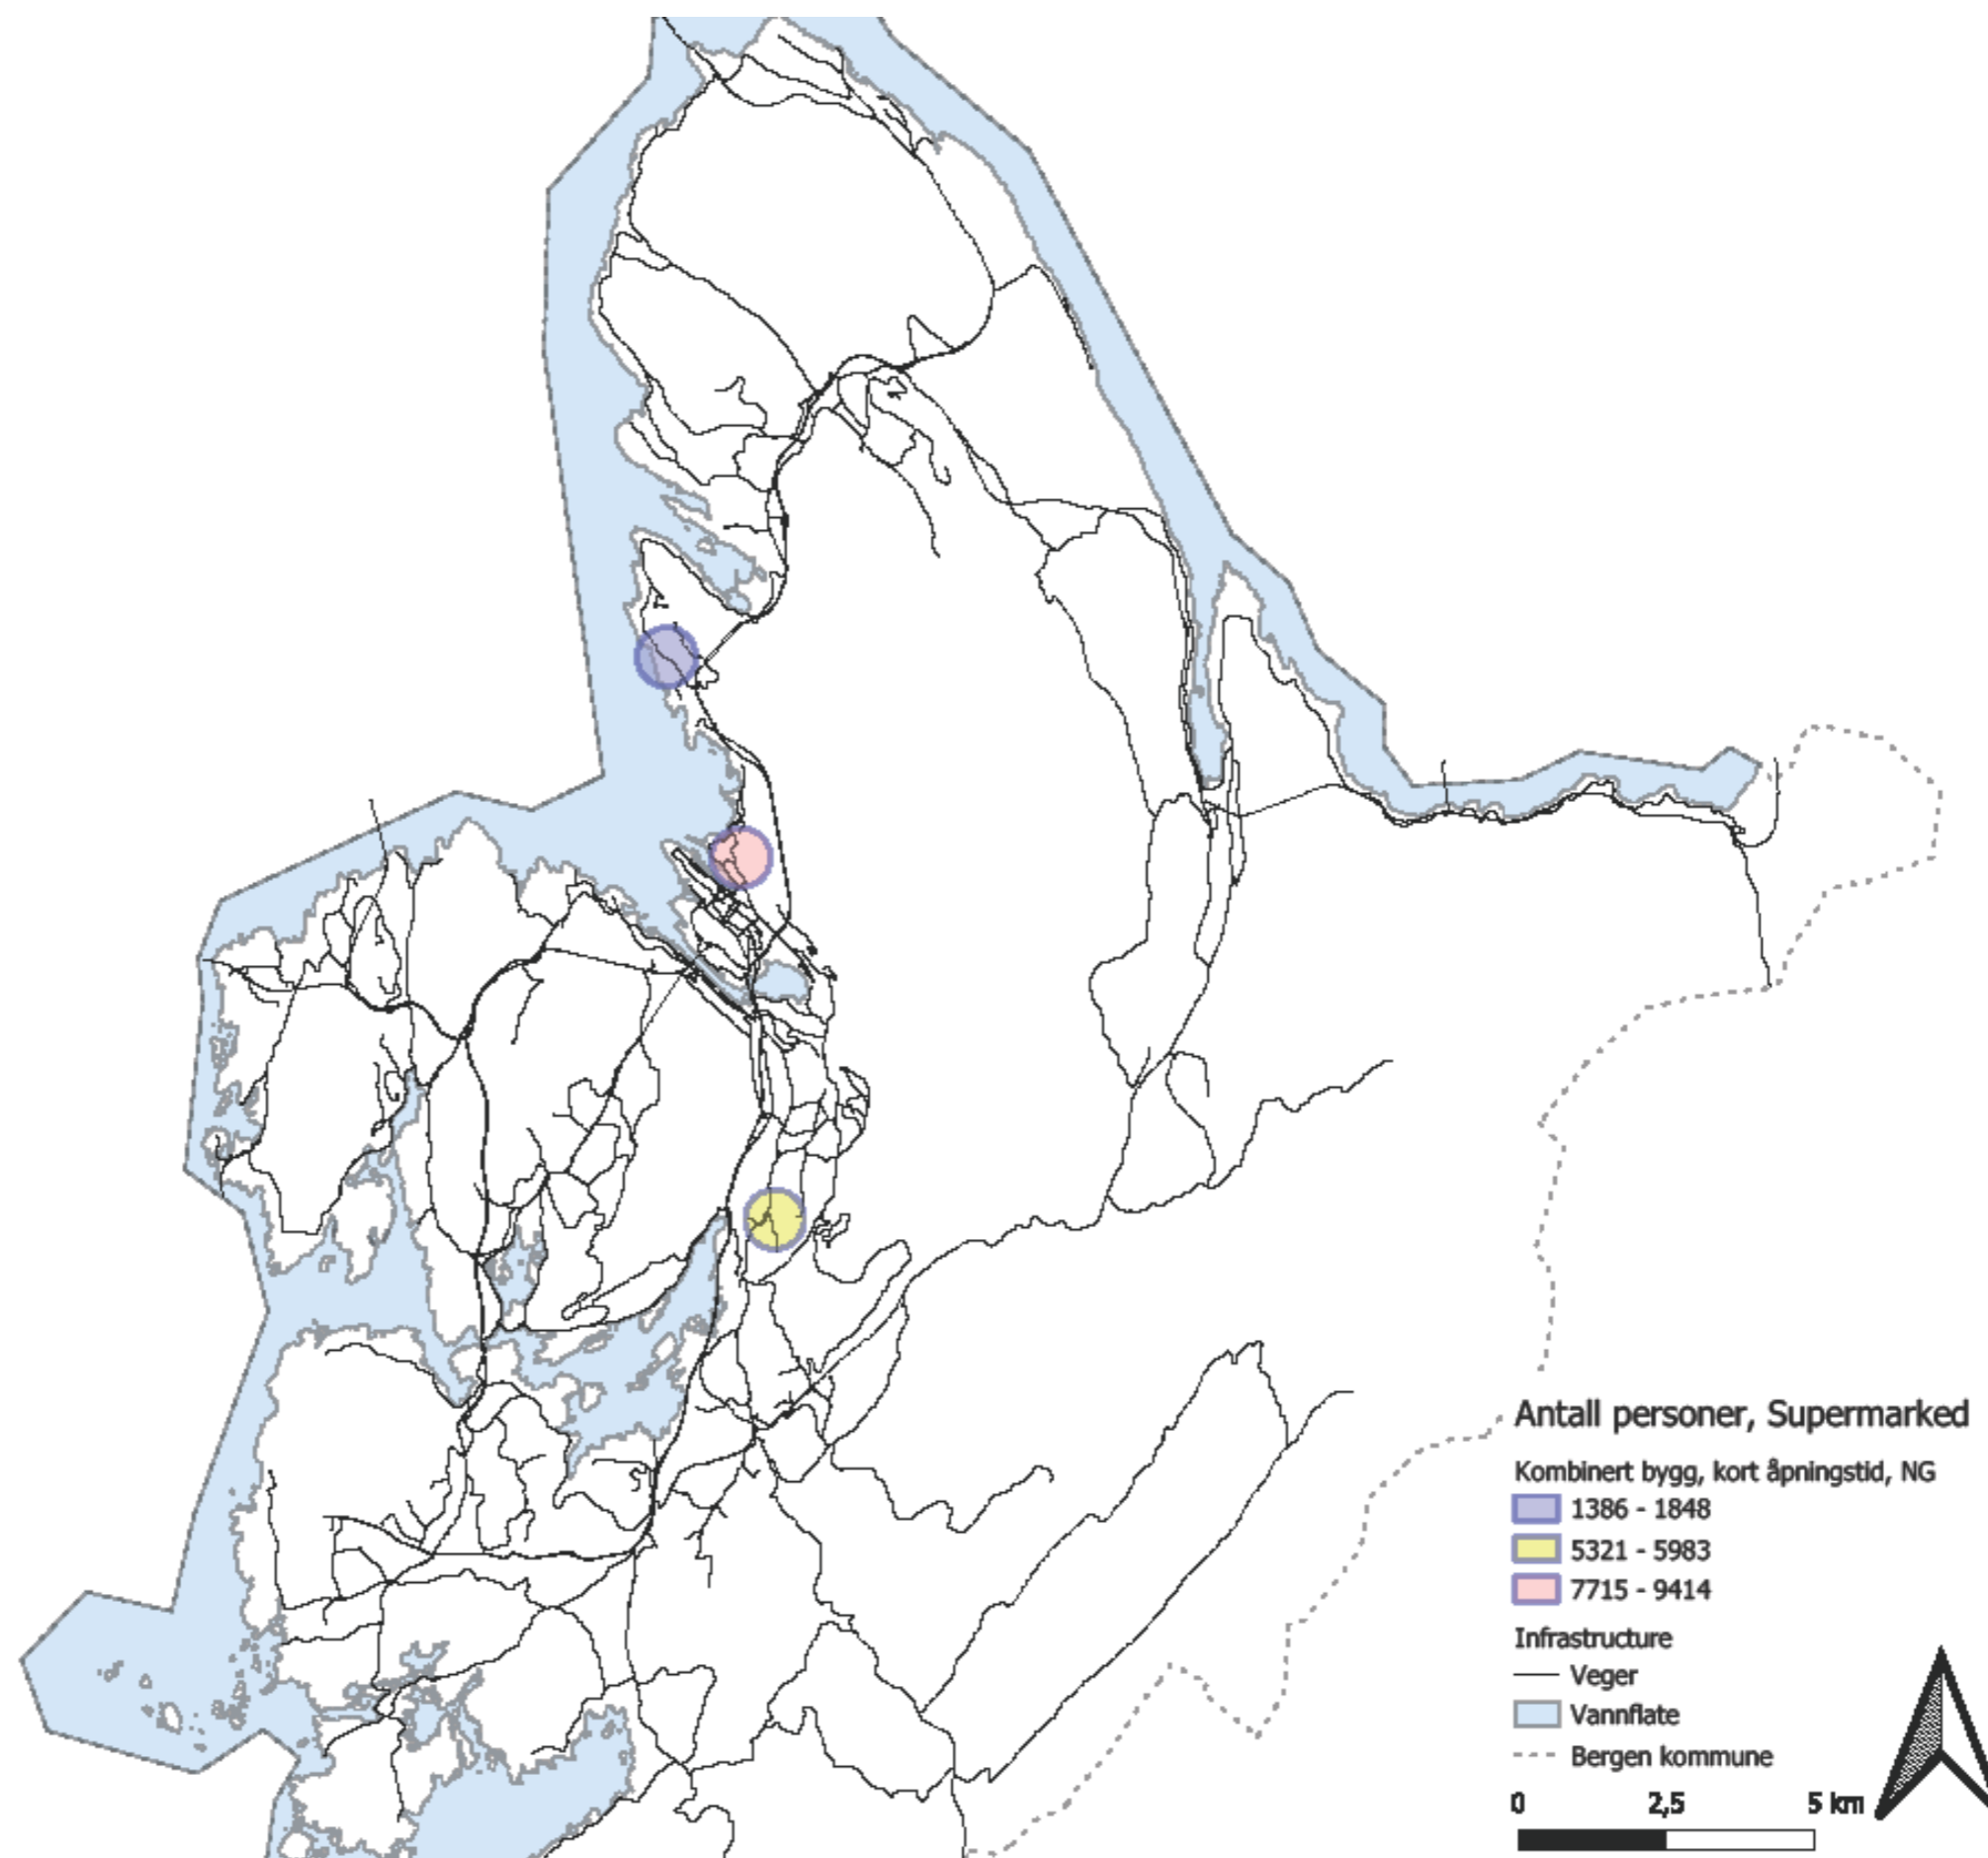 Antall personer, Supermarked
Kombinert bygg, kort åpningstid, NG
1386 - 1848
5321 - 5983
7715 - 9414
Infrastructure
Veger
Vannflate
Bergen kommune
0 2,5 5 km